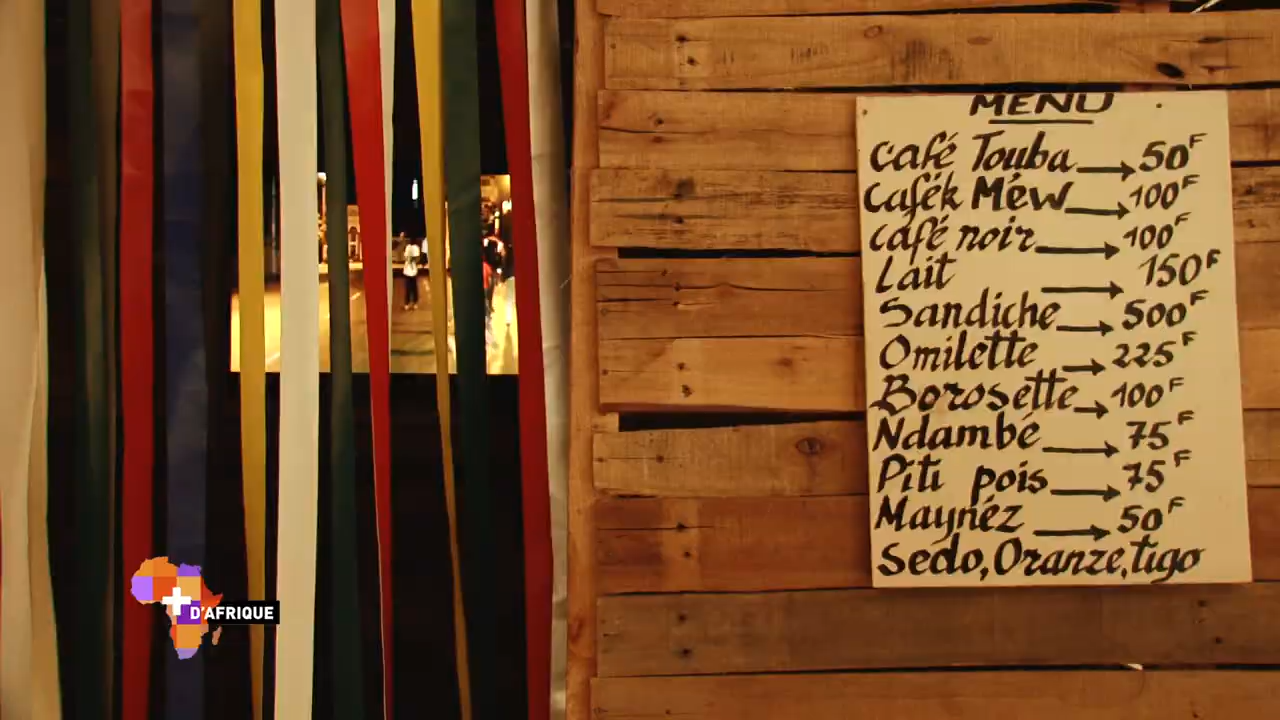 MENU
Café Touba → 50F
Cafék Méw → 100F
café noir → 100F
Lait → 150F
Sandiche → 500F
Omilette → 225F
Borosette → 100F
Ndambé → 75F
Piti pois → 75F
Maynéz → 50F
Sedo, Oranze, tigo
+ D'AFRIQUE